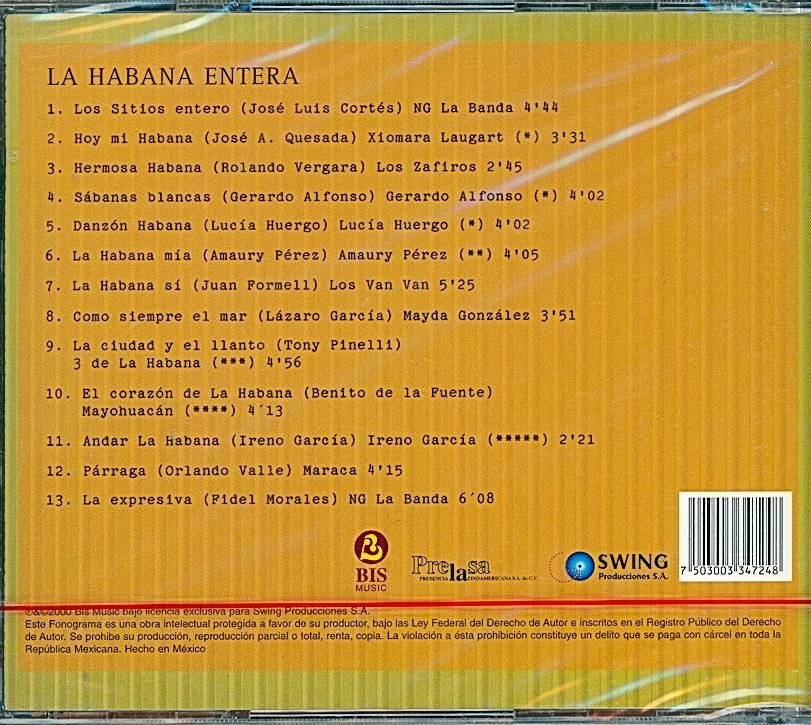 LA HABANA ENTERA
1. Los Sitios entero (José Luis Cortés) NG La Banda 4'44
2. Hoy mi Habana (José A. Quesada) Xiomara Laugart (*) 3'31
3. Hermosa Habana (Rolando Vergara) Los Zafiros 2'45
4. Sábanas blancas (Gerardo Alfonso) Gerardo Alfonso (*) 4'02
5. Danzón Habana (Lucía Huergo) Lucía Huergo (*) 4'02
6. La Habana mía (Amaury Pérez) Amaury Pérez (**) 4'05
7. La Habana sí (Juan Formell) Los Van Van 5'25
8. Como siempre el mar (Lázaro García) Mayda González 3'51
9. La ciudad y el llanto (Tony Pinelli)
3 de La Habana (***) 4'56
10. El corazón de La Habana (Benito de la Fuente)
Mayohuacán (****) 4´13
11. Andar La Habana (Ireno García) Ireno García (*****) 2'21
12. Párraga (Orlando Valle) Maraca 4'15
13. La expresiva (Fidel Morales) NG La Banda 6´08
BIS
MUSIC
Prelasa
PRESENCIA LATINOAMERICANA S.A. de C.V.
SWING
Producciones S.A.
7 503003 347248
℗&©2000 Bis Music bajo licencia exclusiva para Swing Producciones S.A.
Este Fonograma es una obra intelectual protegida a favor de su productor, bajo las Ley Federal del Derecho de Autor e inscritos en el Registro Público del Derecho
de Autor. Se prohibe su producción, reproducción parcial o total, renta, copia. La violación a ésta prohibición constituye un delito que se paga con cárcel en toda la
República Mexicana. Hecho en México